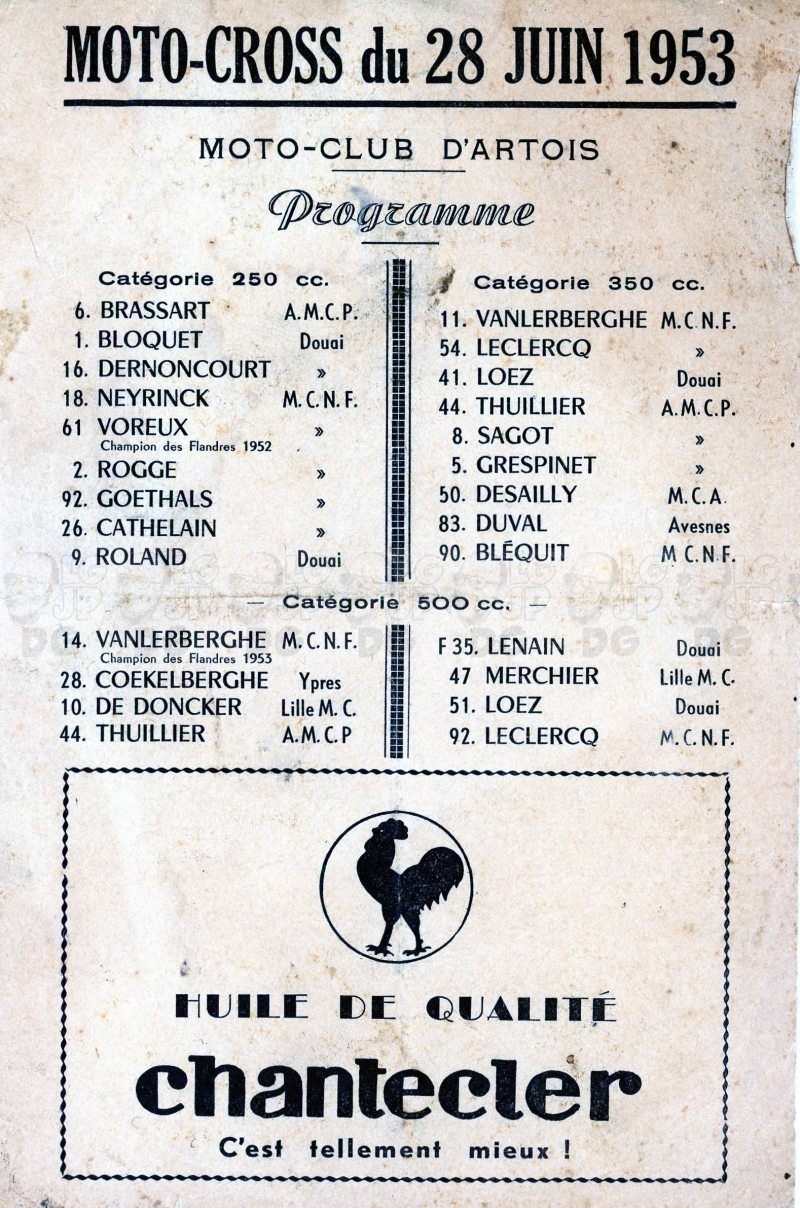 MOTO-CROSS du 28 JUIN 1953
MOTO-CLUB D'ARTOIS
Programme
Catégorie 250 cc.
6. BRASSART A.M.C.P.
1. BLOQUET Douai
16. DERNONCOURT »
18. NEYRINCK M.C.N.F.
61 VOREUX »
Champion des Flandres 1952
2. ROGGE »
92. GOETHALS »
26. CATHELAIN »
9. ROLAND Douai
Catégorie 350 cc.
11. VANLERBERGHE M.C.N.F.
54. LECLERCQ »
41. LOEZ Douai
44. THUILLIER A.M.C.P.
8. SAGOT »
5. GRESPINET »
50. DESAILLY M.C.A.
83. DUVAL Avesnes
90. BLÉQUIT M C.N.F.
— Catégorie 500 cc. —
14. VANLERBERGHE M.C.N.F.
Champion des Flandres 1953
28. COEKELBERGHE Ypres
10. DE DONCKER Lille M. C.
44. THUILLIER A.M.C.P
F 35. LENAIN Douai
47 MERCHIER Lille M. C.
51. LOEZ Douai
92. LECLERCQ M.C.N.F.
HUILE DE QUALITÉ
chantecler
C'est tellement mieux !